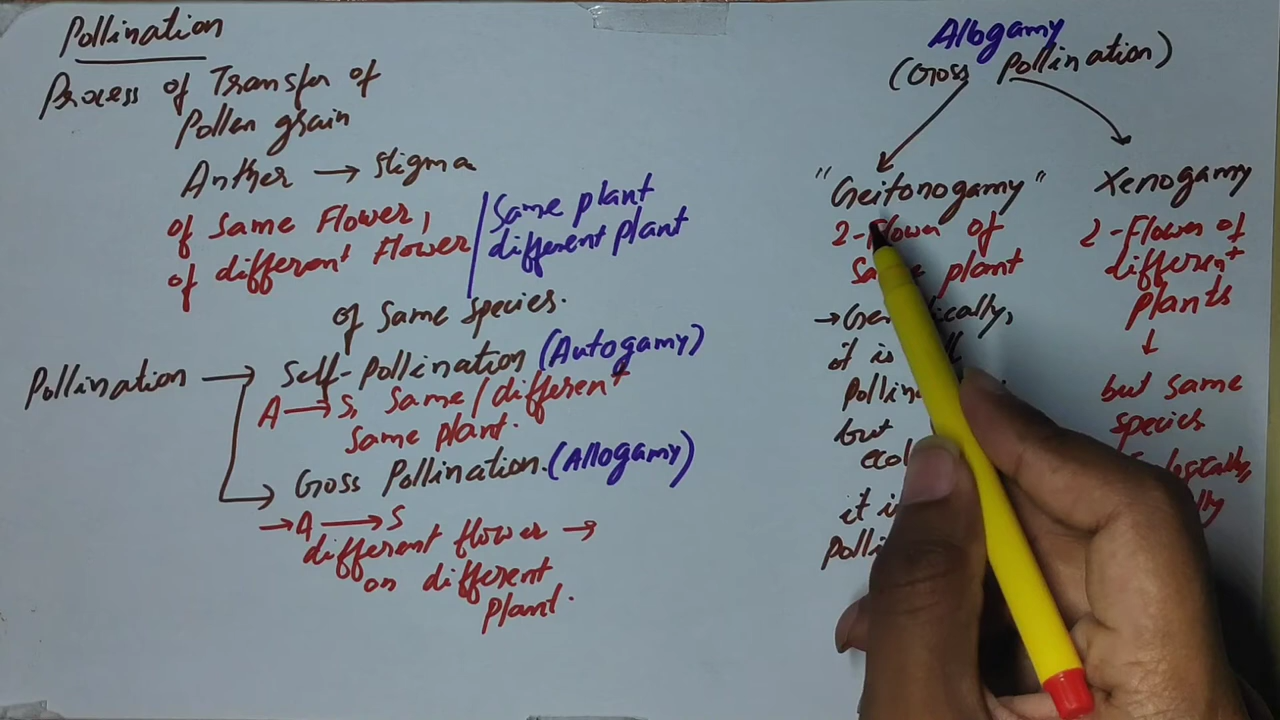 Pollination
Process of Transfer of
Pollen grain
Anther → Stigma
of Same Flower,
of different Flower
Same plant
different plant
of Same Species.
Pollination → Self-Pollination (Autogamy)
A → S, Same/different
Same plant.
Cross Pollination. (Allogamy)
→ A → S
different flower →
on different
Plant.
Allogamy
(Cross Pollination)
"Geitonogamy"
2-Flower of
Same plant
→
it is
but
it
Xenogamy
2-Flower of
different
plants
↓
but same
species